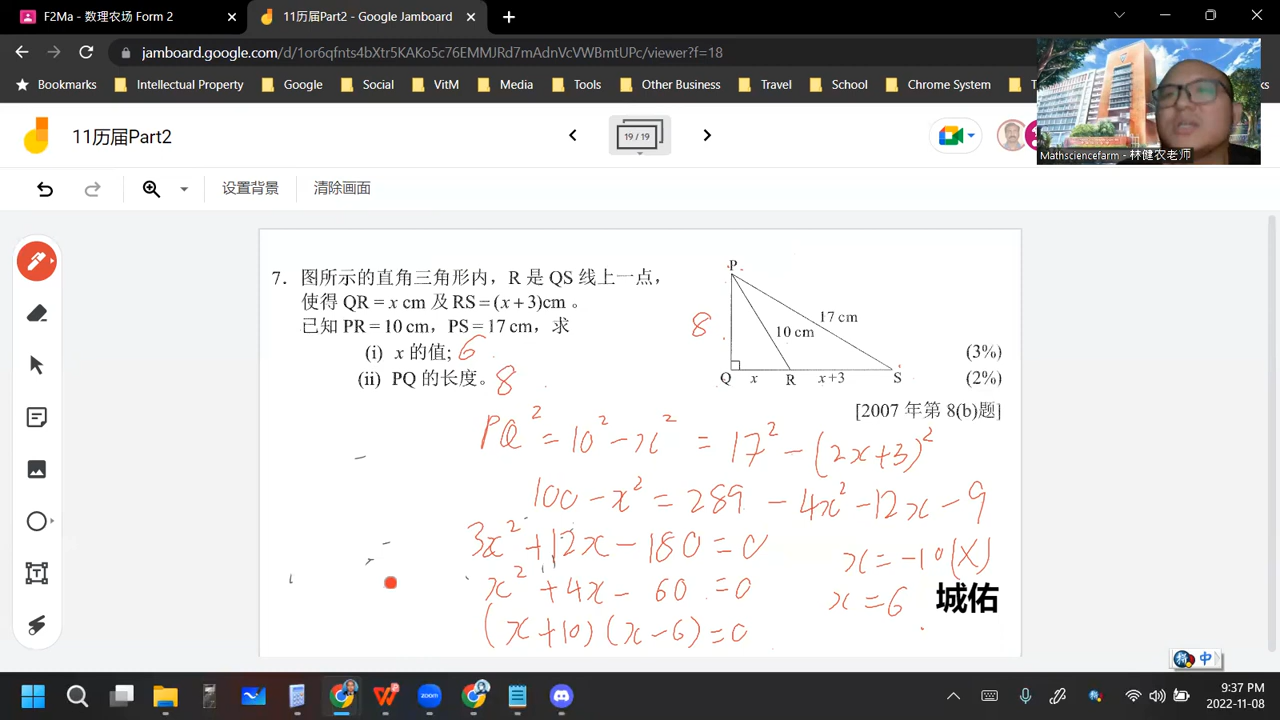 F2Ma - 数理农场 Form 2
11历届Part2 - Google Jamboard
jamboard.google.com/d/1or6qfnts4bXtr5KAKo5r76FEMMJRd7mAdnVcVWBmtUPc/viewer?f=18
Bookmarks
Intellectual Property
Google
VitM
Media
Tools
Other Business
Travel
School
Chrome System
11历届Part2
19 / 19
Mathsciencefarm - 林健农老师
设置背景
清除画面
7. 图所示的直角三角形内，R 是 QS 线上一点，
使得 QR = x cm 及 RS = (x + 3)cm 。
已知 PR = 10 cm，PS = 17 cm，求
(i) x 的值; 6
(3%)
(ii) PQ 的长度。 8
(2%)
[2007 年第 8(b)题]
P
8
17 cm
10 cm
Q x R x+3 S
PQ² = 10² - x² = 17² - (2x+3)²
100 - x² = 289 - 4x² - 12x - 9
3x² + 12x - 180 = 0
x = -10 (X)
x² + 4x - 60 = 0
x = 6
城佑
(x+10)(x-6)=0
中
zoom
9:37 PM
2022-11-08